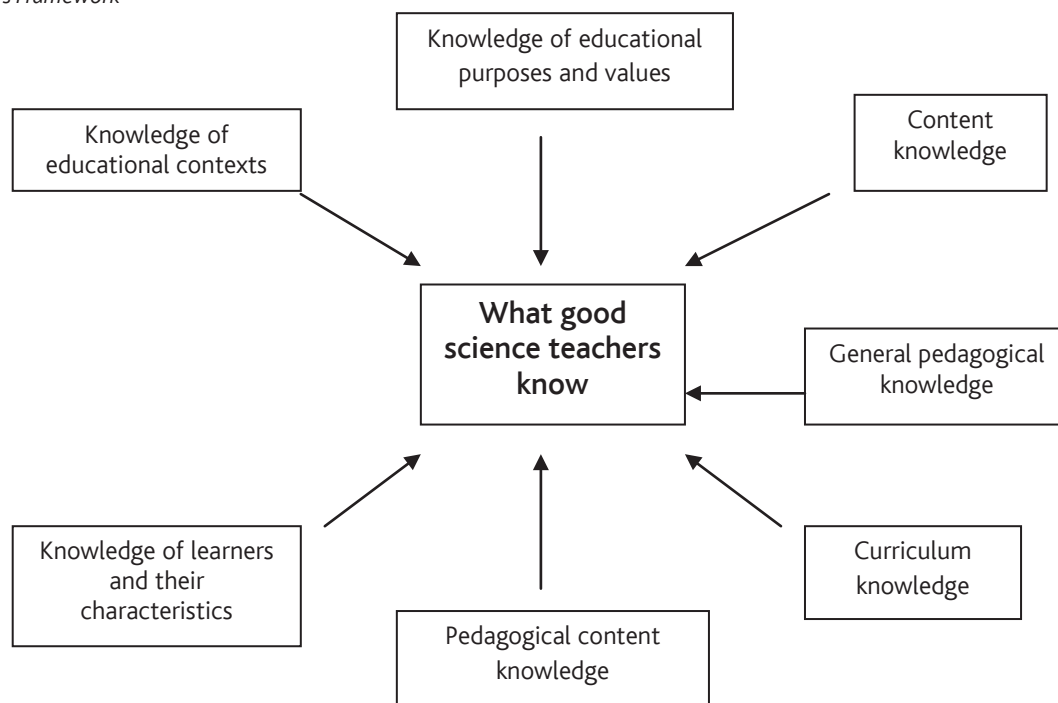 s Framework
Knowledge of educational
purposes and values
Knowledge of
educational contexts
Content
knowledge
What good
science teachers
know
General pedagogical
knowledge
Knowledge of learners
and their
characteristics
Pedagogical content
knowledge
Curriculum
knowledge